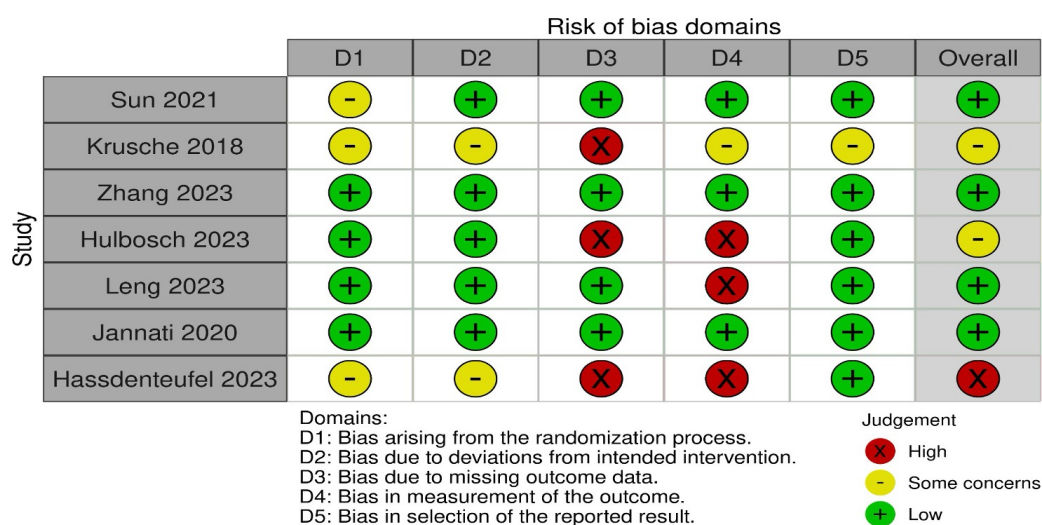 Risk of bias domains
D1 D2 D3 D4 D5 Overall
Study
Sun 2021 - + + + + +
Krusche 2018 - - X - - -
Zhang 2023 + + + + + +
Hulbosch 2023 + + X X + -
Leng 2023 + + + X + +
Jannati 2020 + + + + + +
Hassdenteufel 2023 - - X X + X
Domains:
D1: Bias arising from the randomization process.
D2: Bias due to deviations from intended intervention.
D3: Bias due to missing outcome data.
D4: Bias in measurement of the outcome.
D5: Bias in selection of the reported result.
Judgement
X High
- Some concerns
+ Low